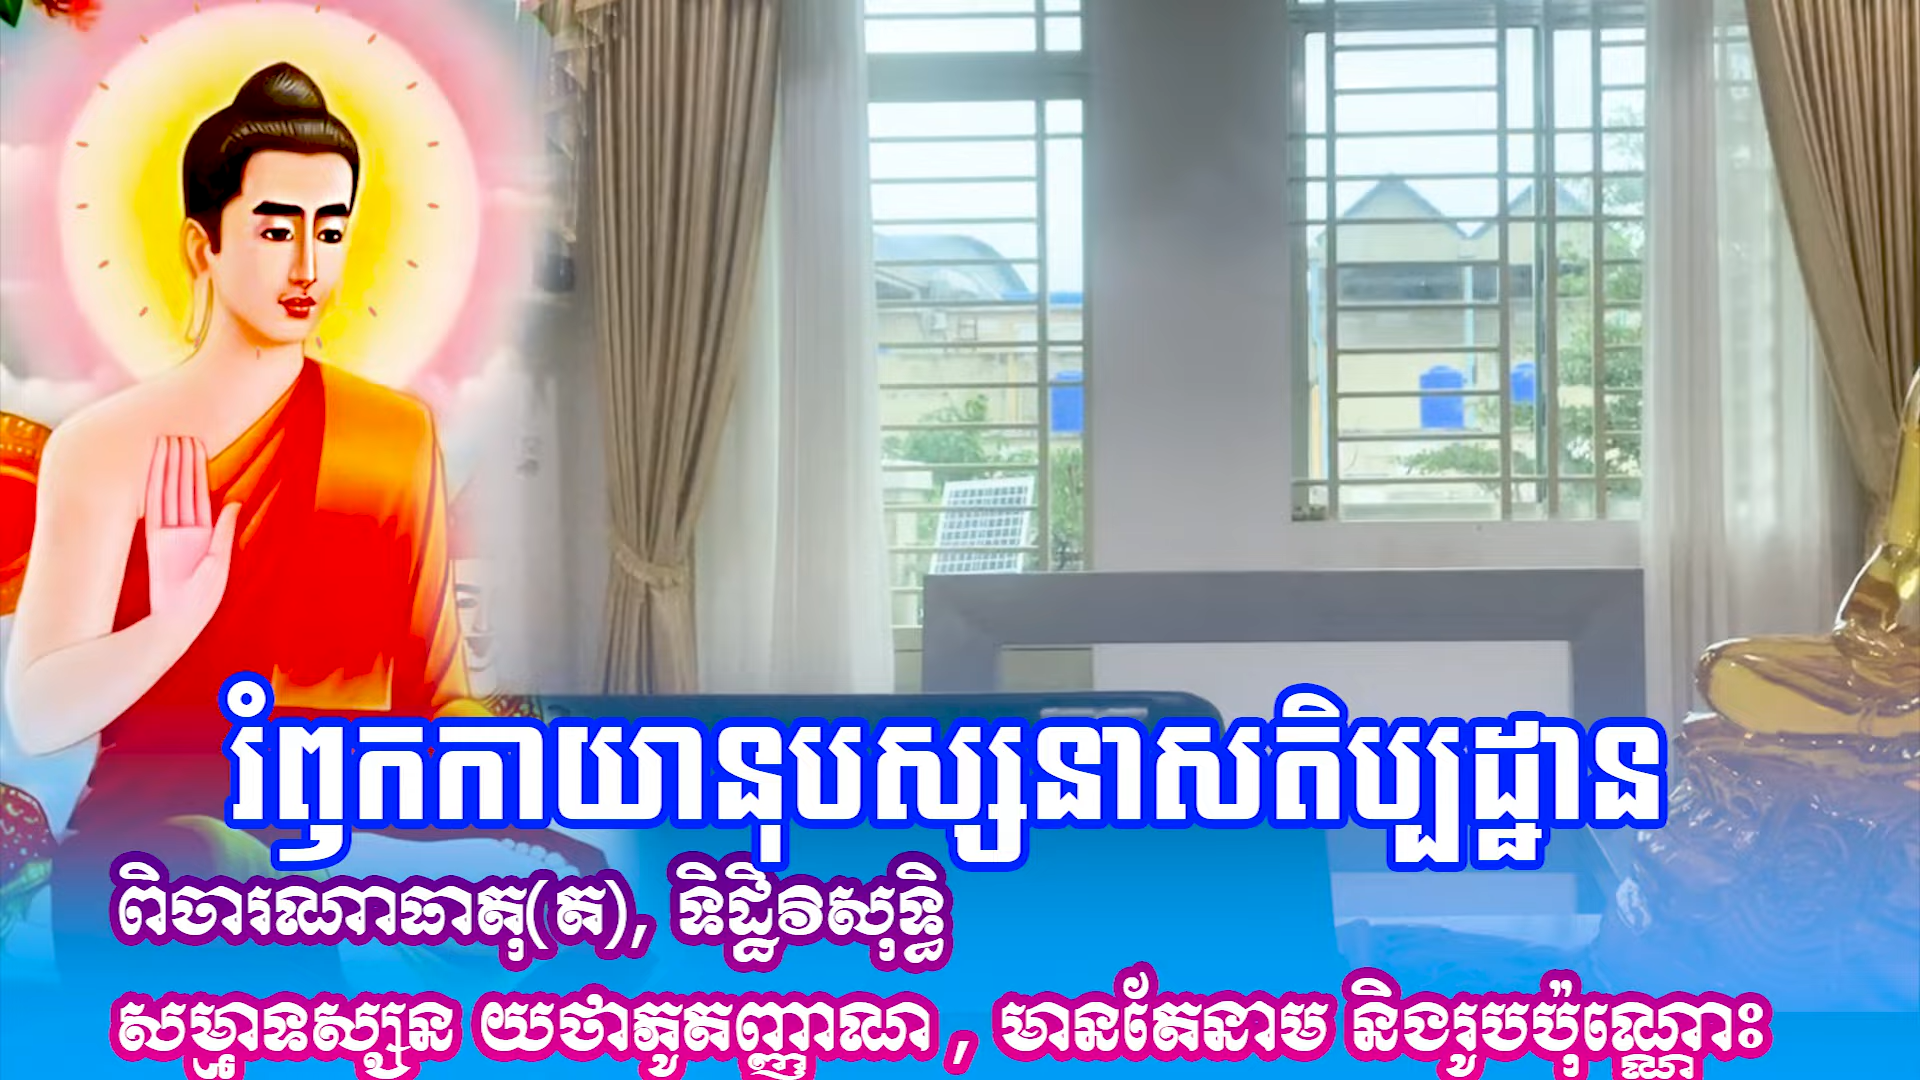 រំឭកកាយានុបស្សនាសតិប្បដ្ឋាន
ពិចារណាធាតុ(ត), ទិដ្ឋិវិសុទ្ធិ
សម្មាទស្សន យថាភូតញ្ញាណ , មានតែនាម និងរូបប៉ុណ្ណោះ